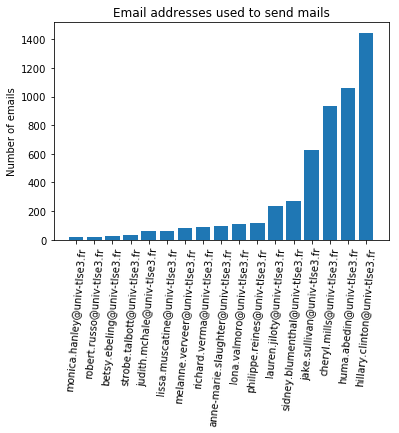 Email addresses used to send mails
Number of emails
1400
1200
1000
800
600
400
200
0
monica.hanley@univ-tlse3.fr
robert.russo@univ-tlse3.fr
betsy.ebeling@univ-tlse3.fr
strobe.talbott@univ-tlse3.fr
judith.mchale@univ-tlse3.fr
lissa.muscatine@univ-tlse3.fr
melanne.verveer@univ-tlse3.fr
richard.verma@univ-tlse3.fr
anne-marie.slaughter@univ-tlse3.fr
lona.valmoro@univ-tlse3.fr
philippe.reines@univ-tlse3.fr
lauren.jiloty@univ-tlse3.fr
sidney.blumenthal@univ-tlse3.fr
jake.sullivan@univ-tlse3.fr
cheryl.mills@univ-tlse3.fr
huma.abedin@univ-tlse3.fr
hillary.clinton@univ-tlse3.fr